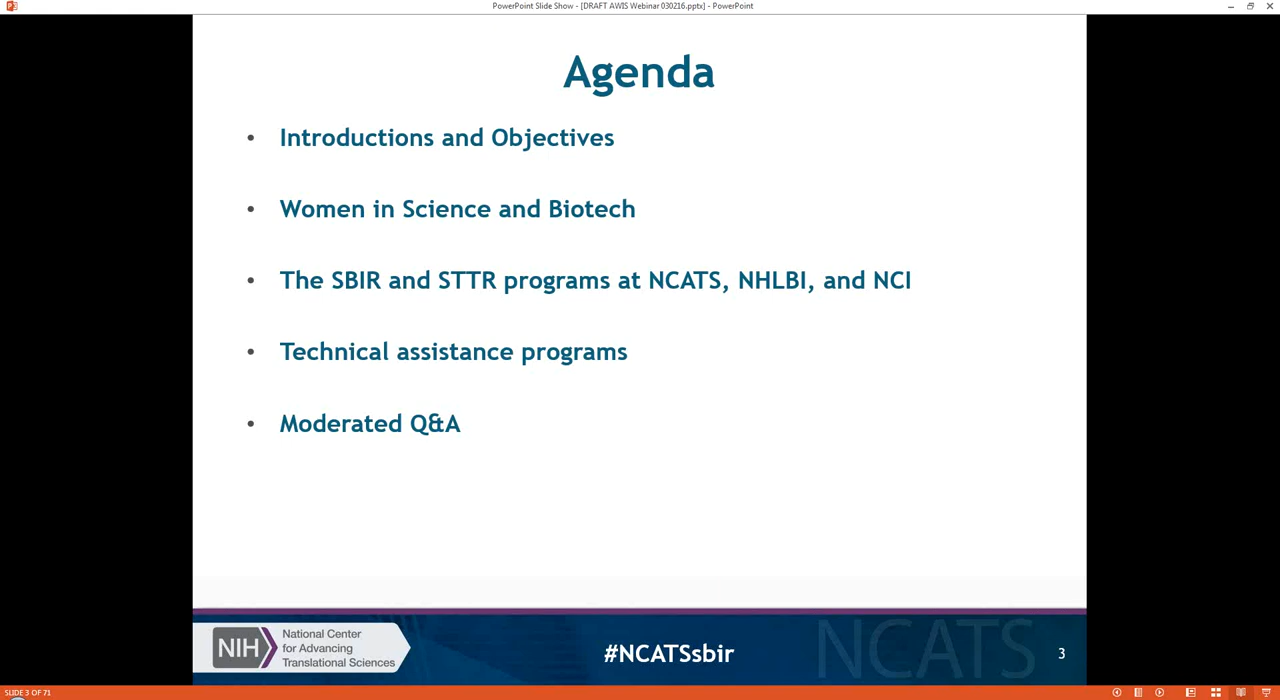 PowerPoint Slide Show - [DRAFT AWIS Webinar 030216.pptx] - PowerPoint
Agenda
• Introductions and Objectives
• Women in Science and Biotech
• The SBIR and STTR programs at NCATS, NHLBI, and NCI
• Technical assistance programs
• Moderated Q&A
NIH
National Center
for Advancing
Translational Sciences
#NCATSsbir
NCATS
3
SLIDE 3 OF 71